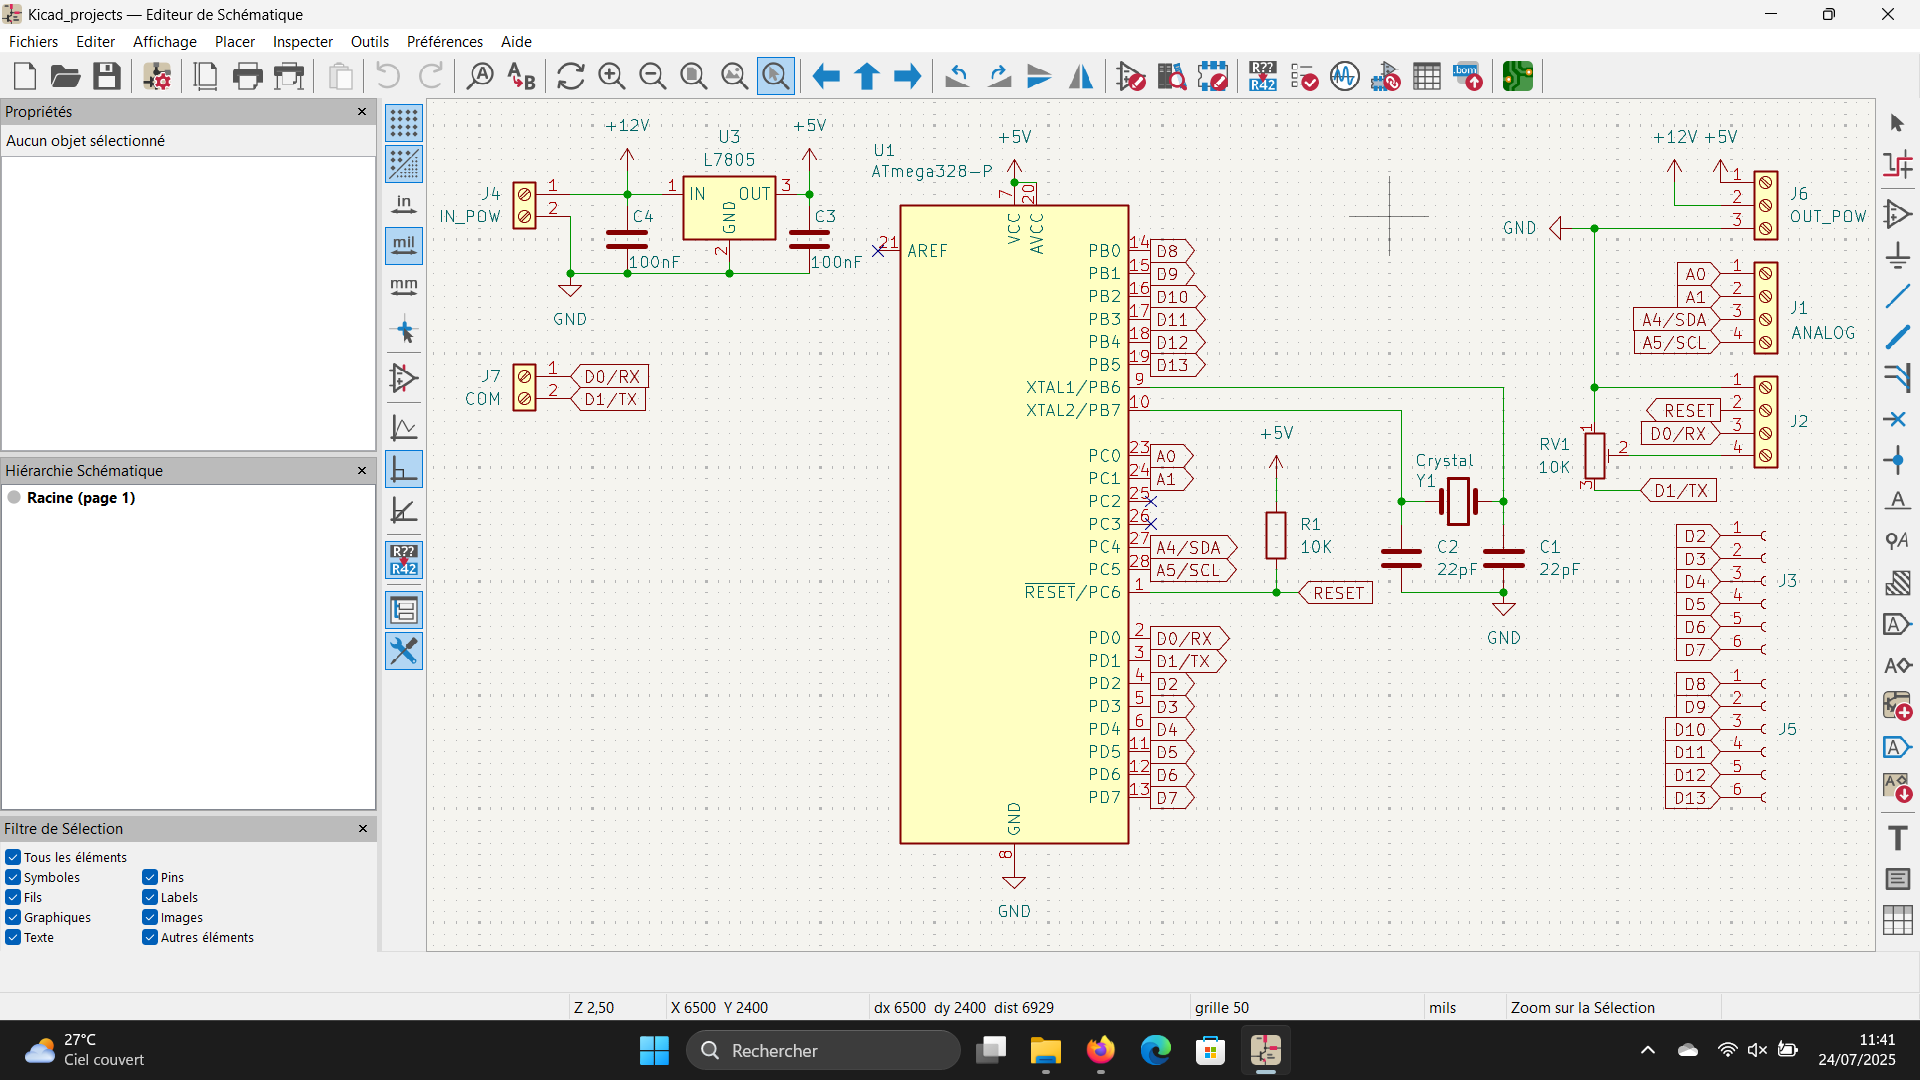 Kicad_projects — Editeur de Schématique
Fichiers Editer Affichage Placer Inspecter Outils Préférences Aide
A B R?? R42 .bom
Propriétés
Aucun objet sélectionné
Hiérarchie Schématique
Racine (page 1)
Filtre de Sélection
Tous les éléments
Symboles Pins
Fils Labels
Graphiques Images
Texte Autres éléments
in
mil
mm
R??
R42
+12V
U3
L7805
+5V
J4
IN_POW
1
2
1 IN OUT 3
GND
2
C4
100nF
C3
100nF
GND
J7
COM
1 D0/RX
2 D1/TX
U1
ATmega328-P
+5V
7 20
VCC AVCC
21 AREF
PB0 14 D8
PB1 15 D9
PB2 16 D10
PB3 17 D11
PB4 18 D12
PB5 19 D13
XTAL1/PB6 9
XTAL2/PB7 10
PC0 23 A0
PC1 24 A1
PC2 25
PC3 26
PC4 27 A4/SDA
PC5 28 A5/SCL
RESET/PC6 1
PD0 2 D0/RX
PD1 3 D1/TX
PD2 4 D2
PD3 5 D3
PD4 6 D4
PD5 11 D5
PD6 12 D6
PD7 13 D7
GND
8
GND
+5V
R1
10K
RESET
Crystal
Y1
C2
22pF
C1
22pF
GND
+12V +5V
1
2
3
J6
OUT_POW
GND
A0 1
A1 2
A4/SDA 3
A5/SCL 4
J1
ANALOG
1
RESET 2
D0/RX 3
4
J2
RV1
10K
1
2
3
D1/TX
D2 1
D3 2
D4 3
D5 4
D6 5
D7 6
J3
D8 1
D9 2
D10 3
D11 4
D12 5
D13 6
J5
A
A
A
A
A
A
T
Z 2,50 X 6500 Y 2400 dx 6500 dy 2400 dist 6929 grille 50 mils Zoom sur la Sélection
27°C
Ciel couvert
Rechercher
11:41
24/07/2025